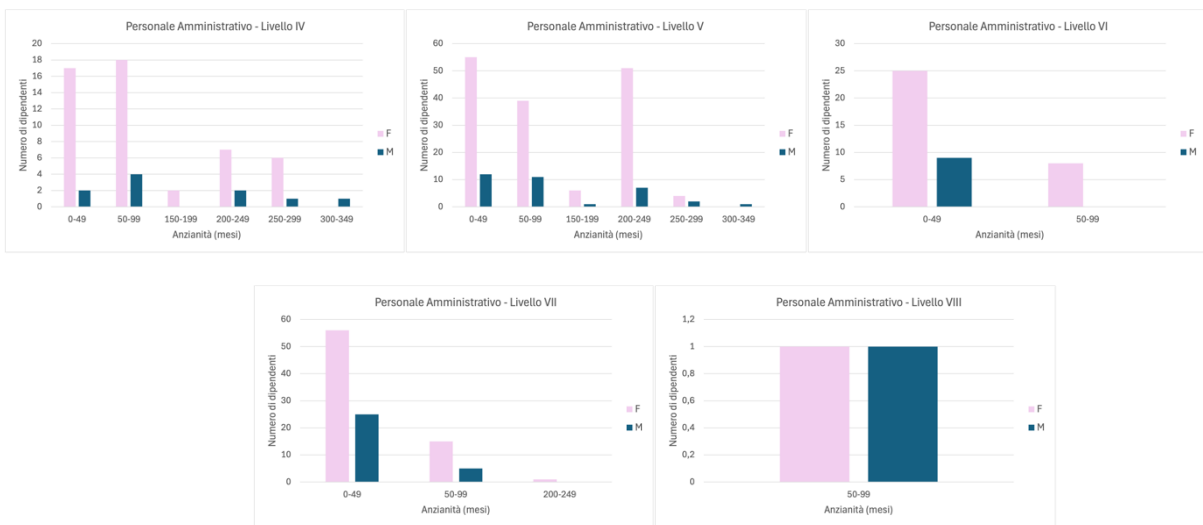 Personale Amministrativo - Livello IV
Numero di dipendenti
20
18
16
14
12
10
8
6
4
2
0
0-49 50-99 150-199 200-249 250-299 300-349
Anzianità (mesi)
F
M
Personale Amministrativo - Livello V
Numero di dipendenti
60
50
40
30
20
10
0
0-49 50-99 150-199 200-249 250-299 300-349
Anzianità (mesi)
F
M
Personale Amministrativo - Livello VI
Numero di dipendenti
30
25
20
15
10
5
0
0-49 50-99
Anzianità (mesi)
F
M
Personale Amministrativo - Livello VII
Numero di dipendenti
60
50
40
30
20
10
0
0-49 50-99 200-249
Anzianità (mesi)
F
M
Personale Amministrativo - Livello VIII
Numero di dipendenti
1,2
1
0,8
0,6
0,4
0,2
0
50-99
Anzianità (mesi)
F
M